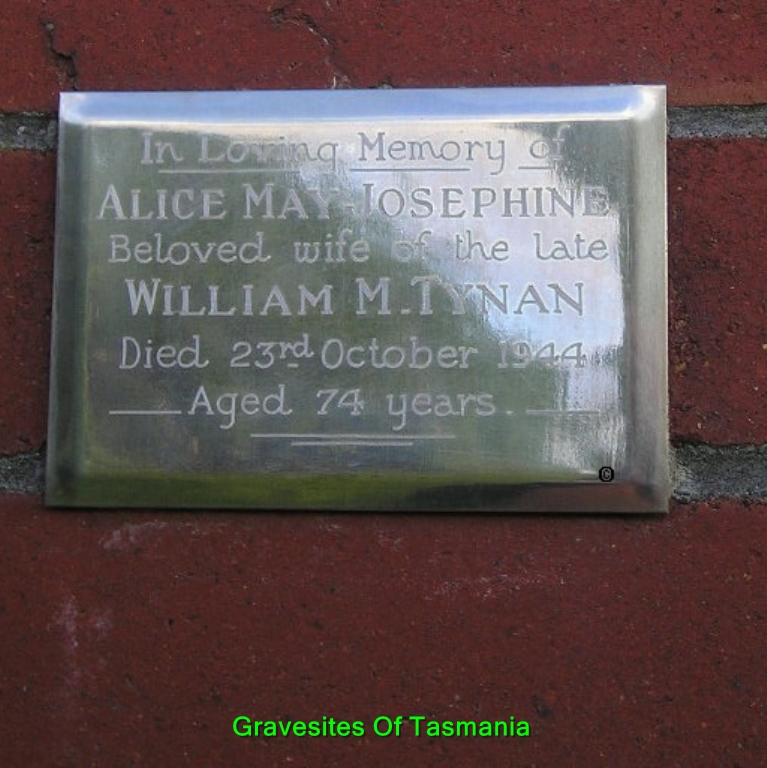 In Loving Memory of
ALICE MAY JOSEPHINE
Beloved wife of the late
WILLIAM M. TYNAN
Died 23rd October 1944
Aged 74 years.
©
Gravesites Of Tasmania